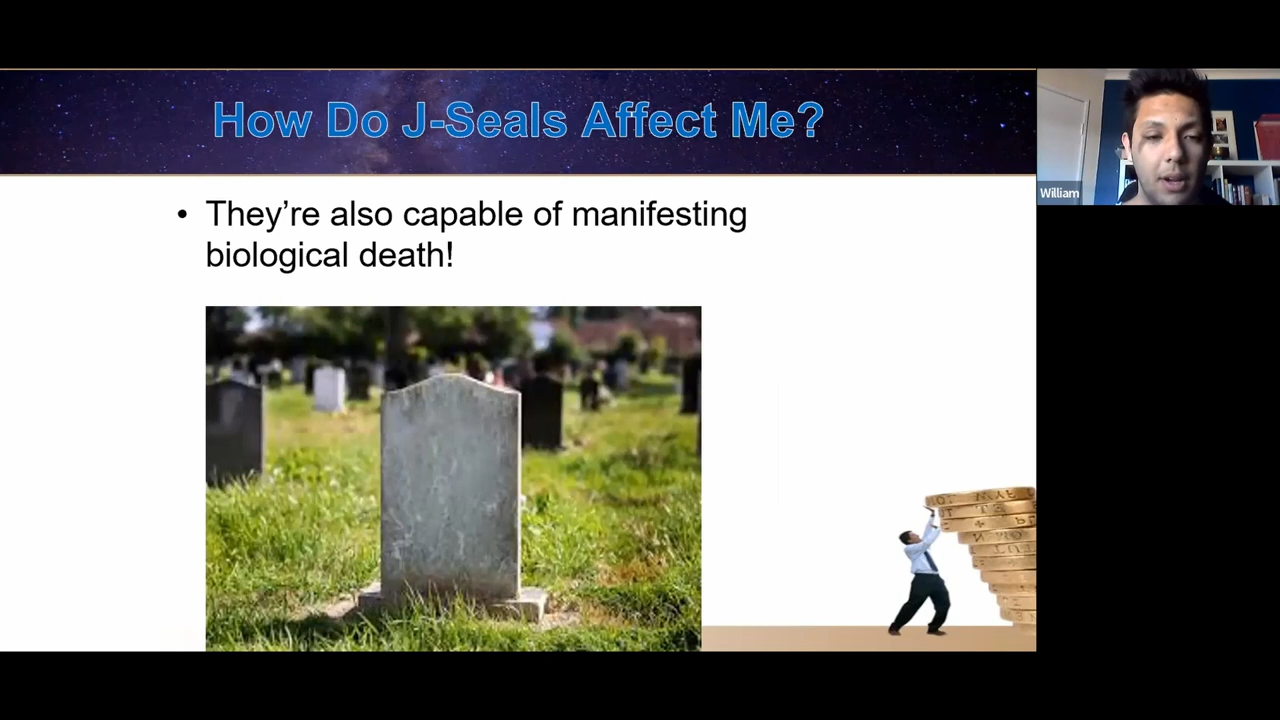 How Do J-Seals Affect Me?
• They’re also capable of manifesting
biological death!
William